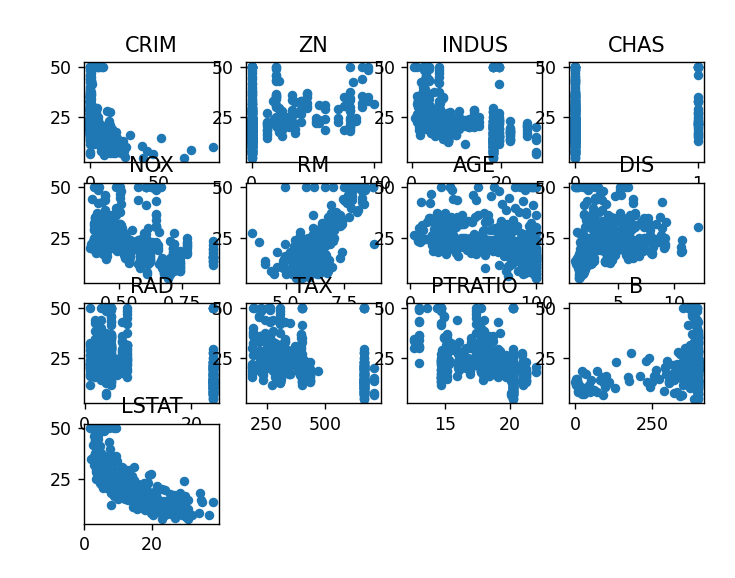 CRIM ZN INDUS CHAS
50 50 50 50
25 25 25 25
0 50 0 100 0 20 0 1
NOX RM AGE DIS
50 50 50 50
25 25 25 25
0.50 0.75 5.0 7.5 0 100 5 10
RAD TAX PTRATIO B
50 50 50 50
25 25 25 25
0 20 250 500 15 20 0 250
LSTAT
50
25
0 20